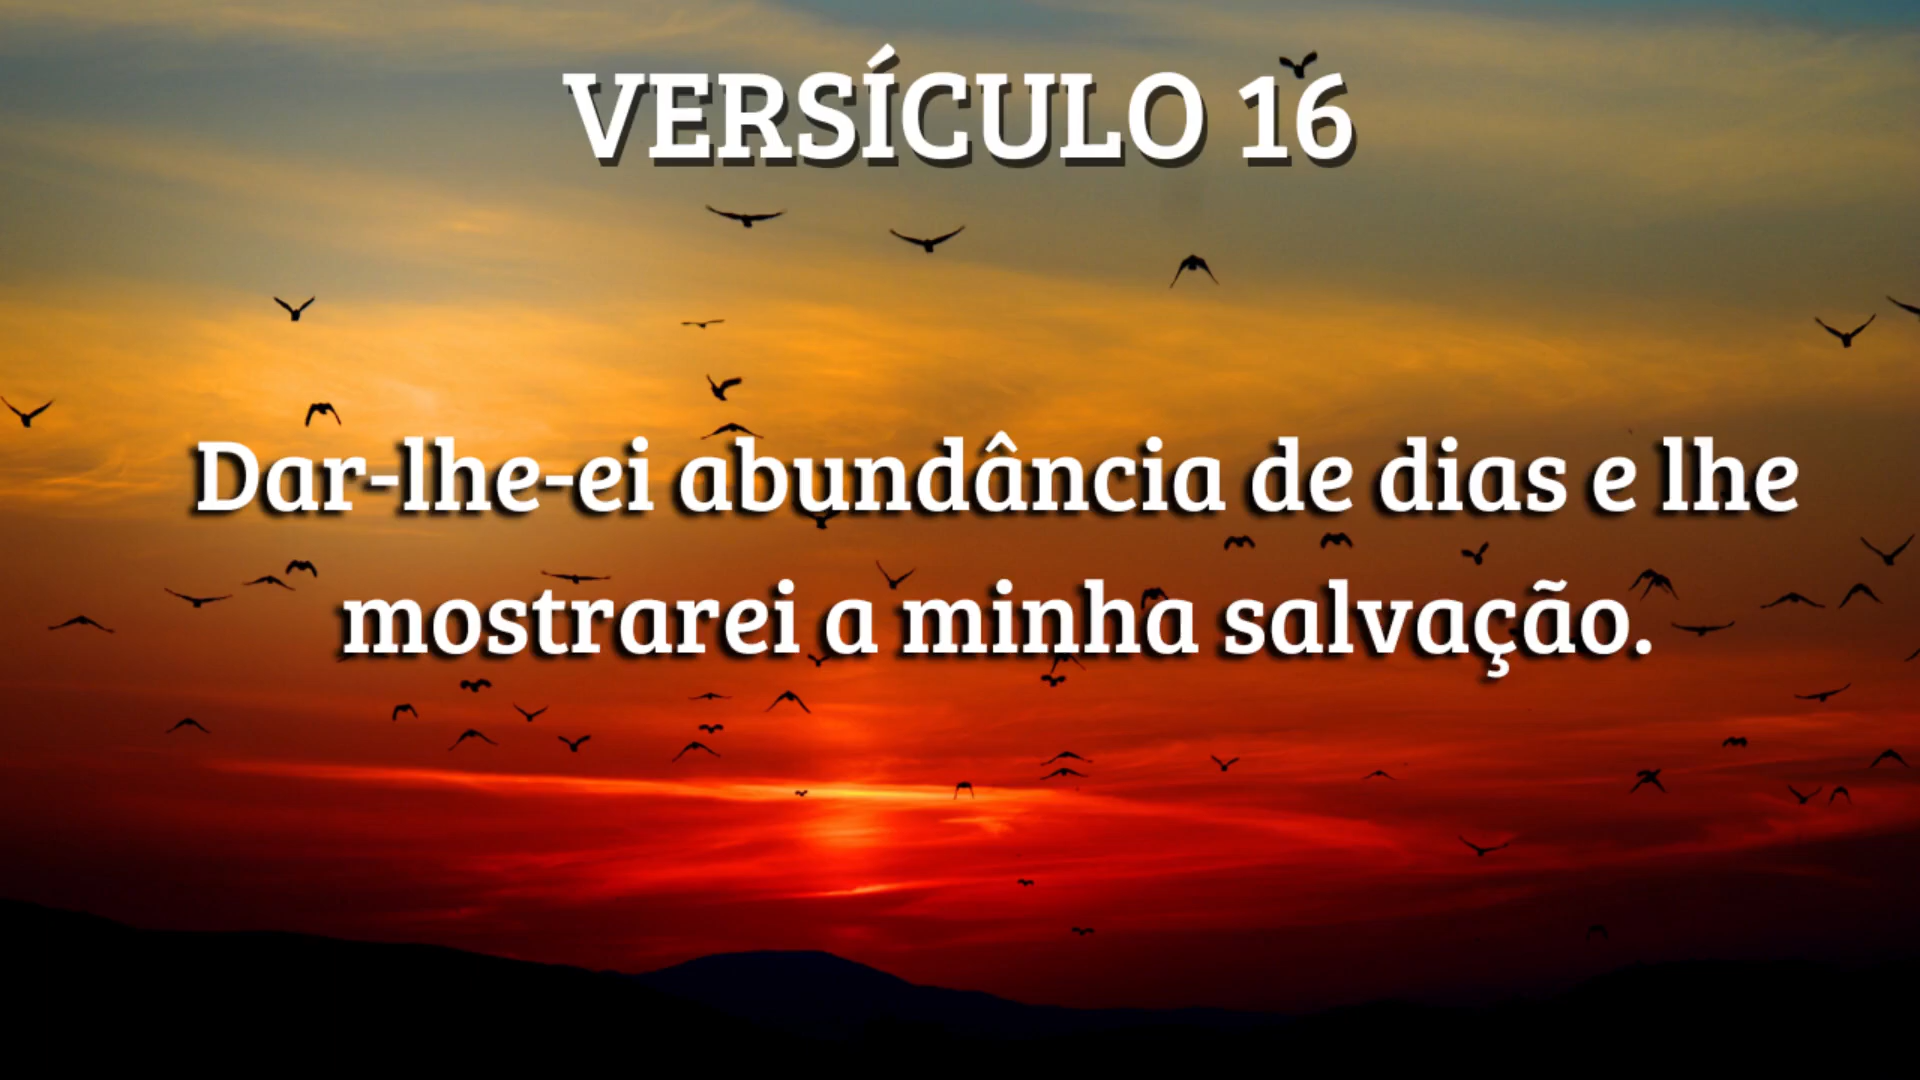 VERSÍCULO 16
Dar-lhe-ei abundância de dias e lhe
mostrarei a minha salvação.